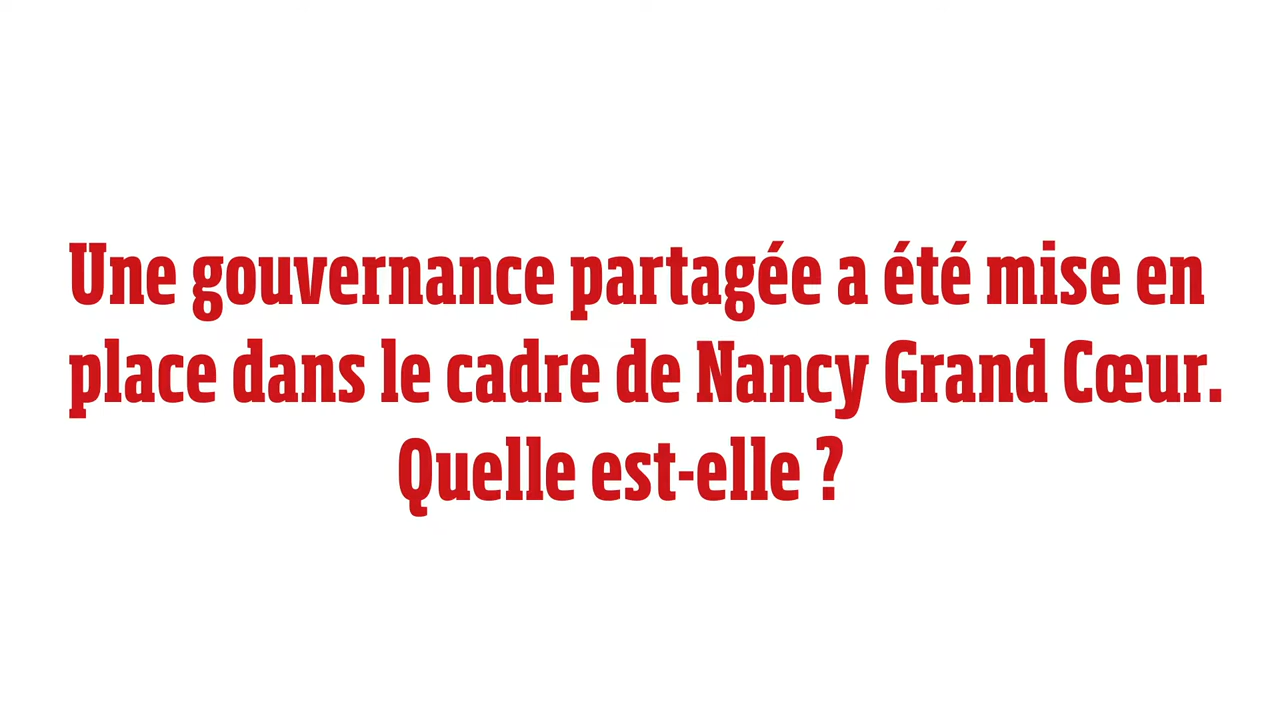 Une gouvernance partagée a été mise en
place dans le cadre de Nancy Grand Cœur.
Quelle est-elle ?